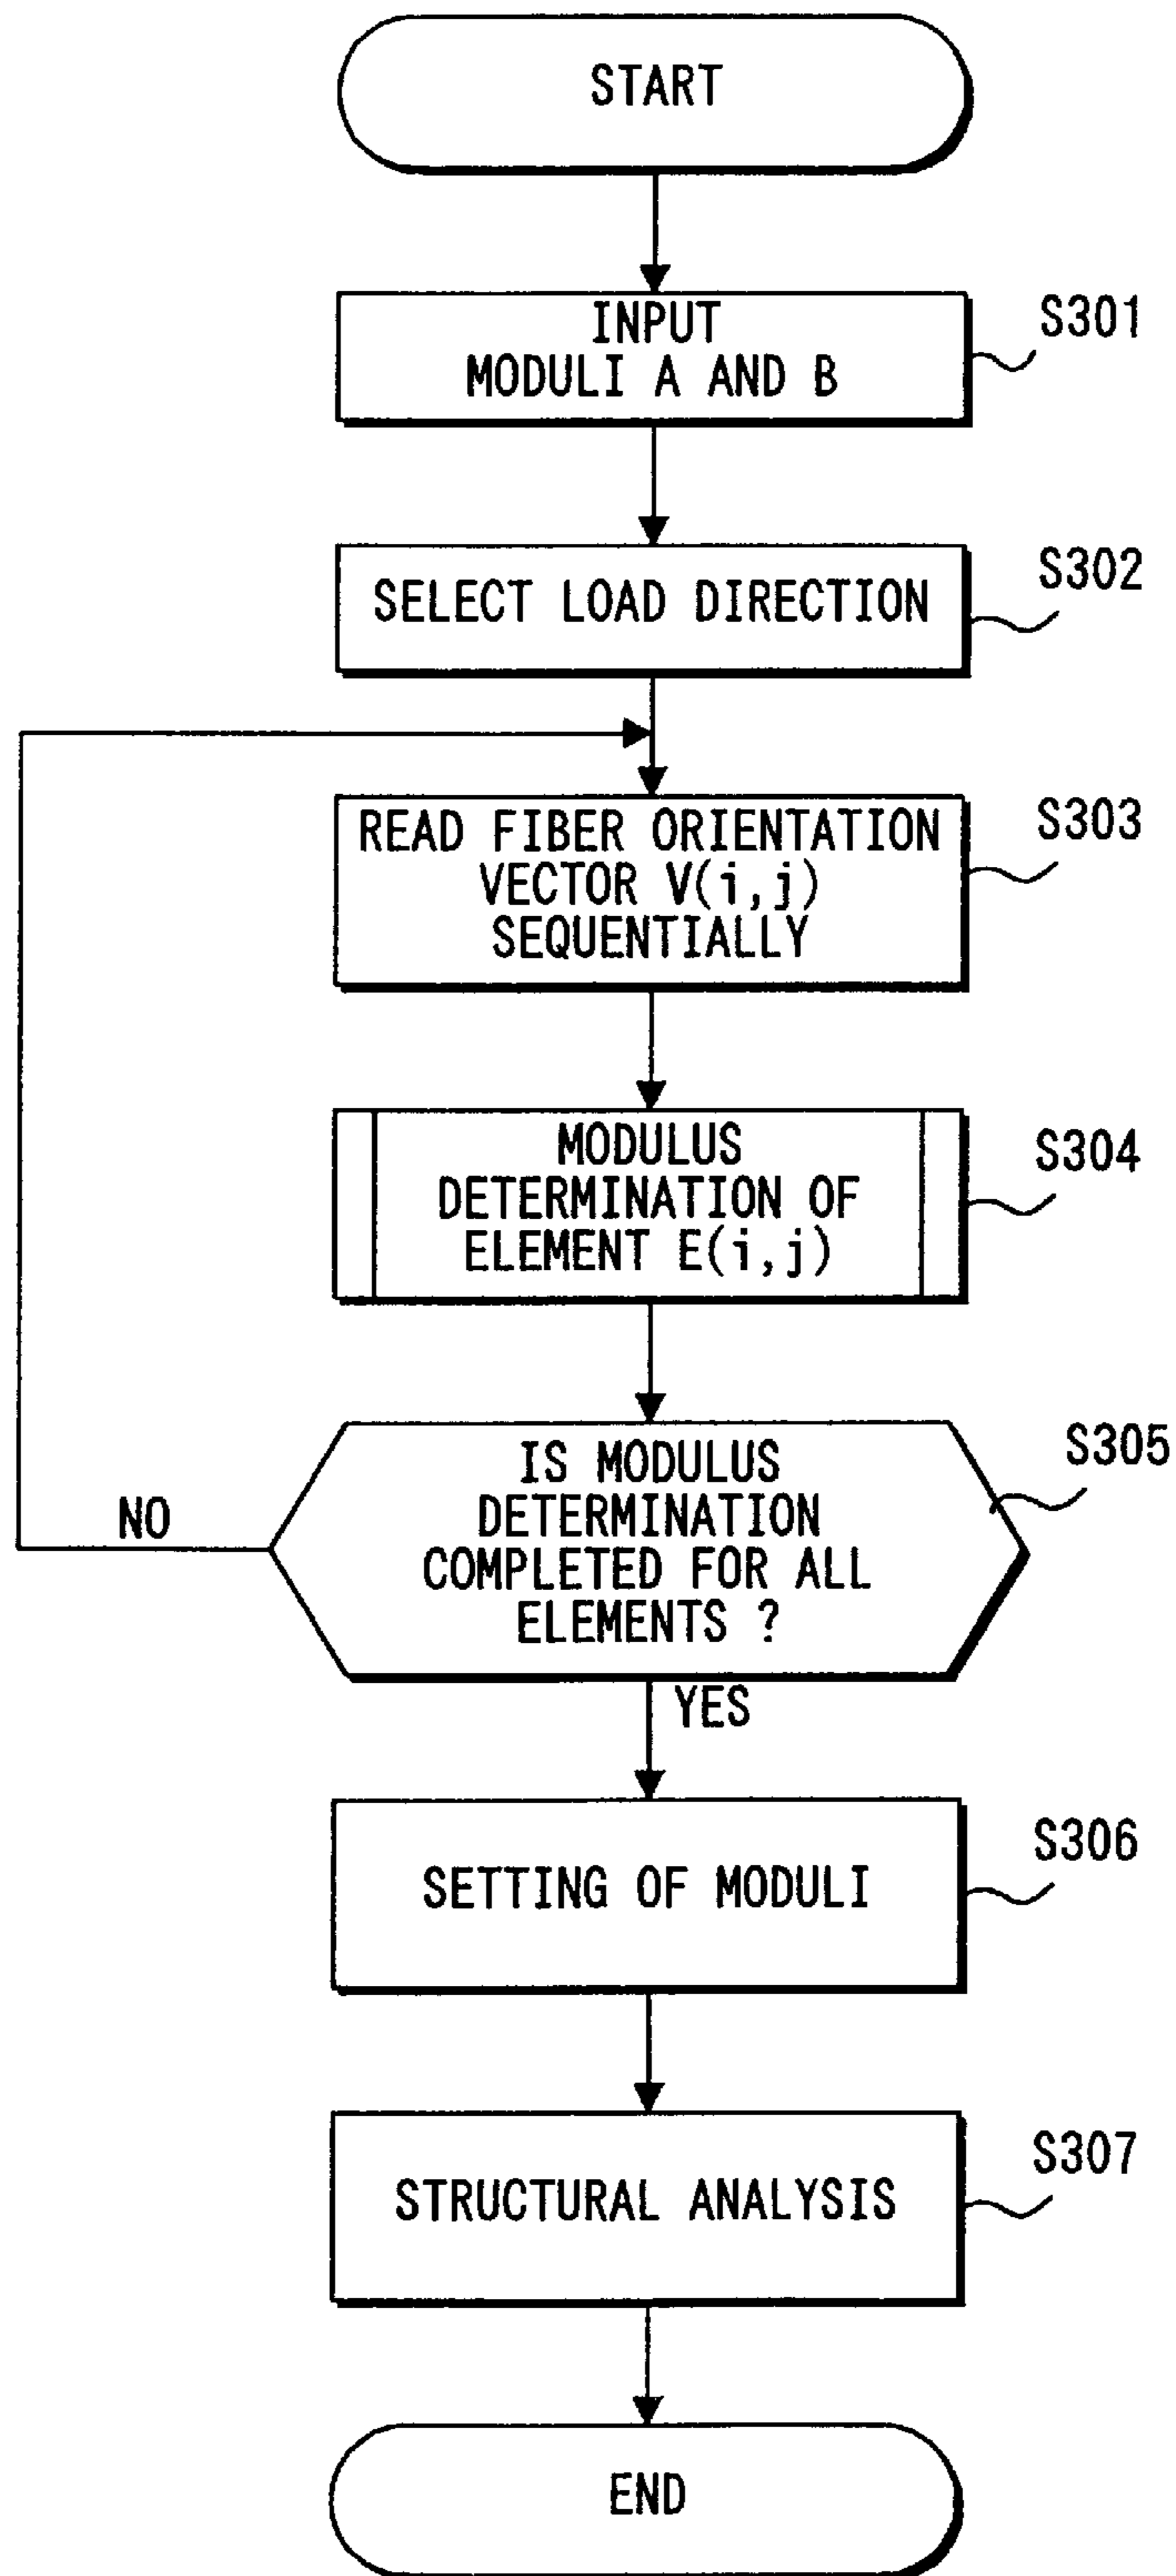 START
INPUT
MODULI A AND B
S301
SELECT LOAD DIRECTION
S302
READ FIBER ORIENTATION
VECTOR V(i,j)
SEQUENTIALLY
S303
MODULUS
DETERMINATION OF
ELEMENT E(i,j)
S304
IS MODULUS
DETERMINATION
COMPLETED FOR ALL
ELEMENTS ?
S305
NO
YES
SETTING OF MODULI
S306
STRUCTURAL ANALYSIS
S307
END